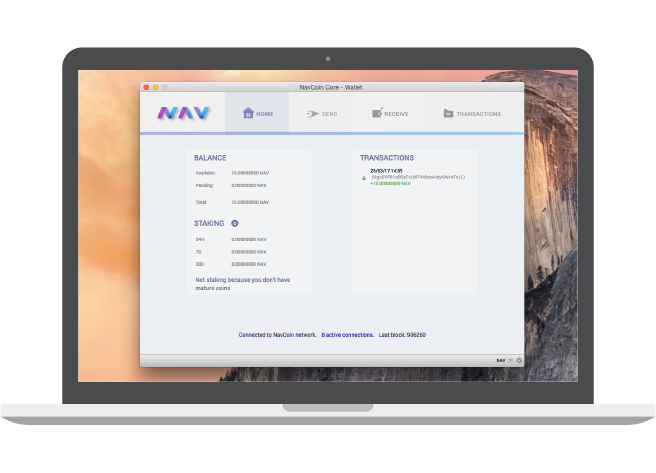 NavCoin Core - Wallet
NAV
HOME
SEND
RECEIVE
TRANSACTIONS
BALANCE
Available: 10.00000000 NAV
Pending: 0.00000000 NAV
Total: 10.00000000 NAV
STAKING
24H: 0.00000000 NAV
7D: 0.00000000 NAV
30D: 0.00000000 NAV
Not staking because you don't have
mature coins
TRANSACTIONS
25/03/17 14:59
+10.00000000 NAV
Connected to NavCoin network. 8 active connections. Last block: 906260
NAV